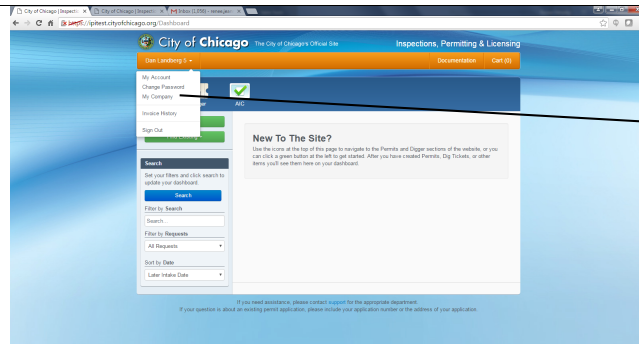 City of Chicago | Inspecti
City of Chicago | Inspecti
https://ipitest.cityofchicago.org/Dashboard
City of Chicago The City of Chicago's Official Site
Inspections, Permitting & Licensing
Dan Landberg 5
Documentation
Cart (0)
My Account
Change Password
My Company
Invoice History
Sign Out
AIC
New To The Site?
Use the icons at the top of this page to navigate to the Permits and Digger sections of the website, or you
can click a green button at the left to get started. After you have created Permits, Dig Tickets, or other
items you'll see them here on your dashboard.
Search
Set your filters and click search to
update your dashboard.
Search
Filter by Search
Search...
Filter by Requests
All Requests
Sort by Date
Later Intake Date
If you need assistance, please contact support for the appropriate department.
If your question is about an existing permit application, please include your application number or the address of your application.